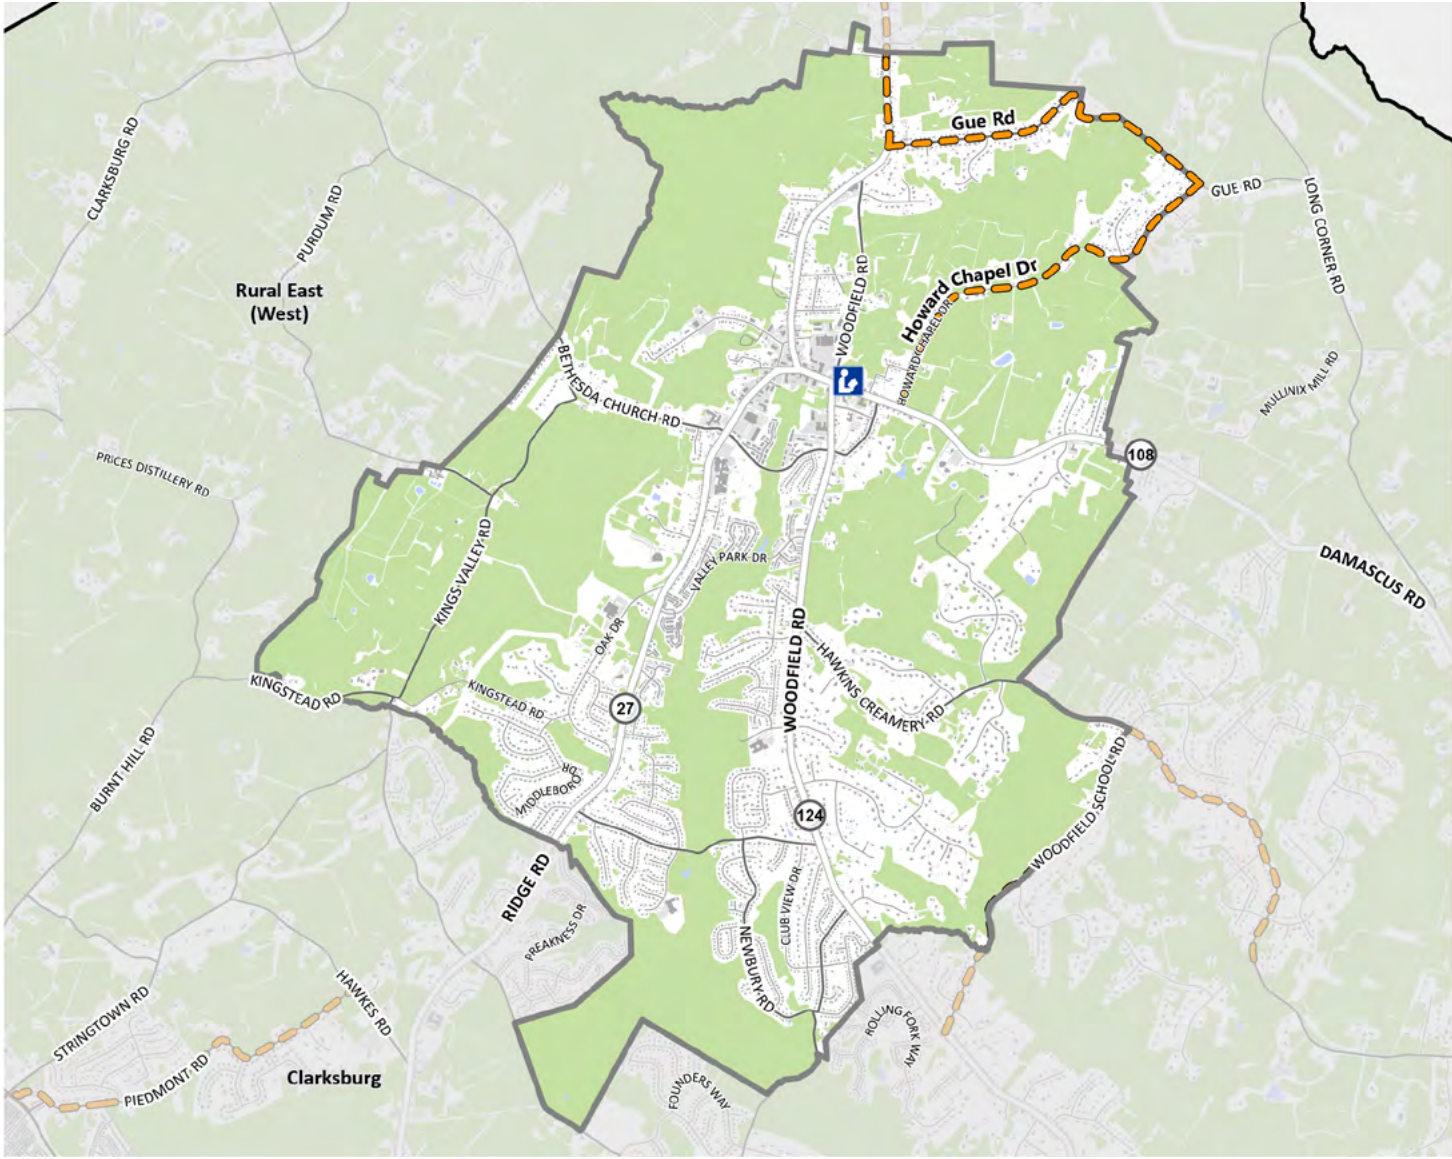 Gue Rd
CLARKSBURG RD
PURDUM RD
GUE RD
LONG CORNER RD
WOODFIELD RD
Howard Chapel Dr
HOWARD CHAPEL DR
Rural East
(West)
BETHESDA CHURCH RD
MULLINIX MILL RD
108
PRICES DISTILLERY RD
KINGS VALLEY RD
VALLEY PARK DR
DAMASCUS RD
OAK DR
WOODFIELD RD
HAWKINS CREAMERY RD
KINGSTEAD RD
KINGSTEAD RD
27
BURNT HILL RD
MIDDLEBORO DR
124
WOODFIELD SCHOOL RD
RIDGE RD
CLUB VIEW DR
PREAKNESS DR
NEWBURY RD
HAWKES RD
STRINGTOWN RD
ROLLING FORK WAY
PIEDMONT RD
Clarksburg
FOUNDERS WAY